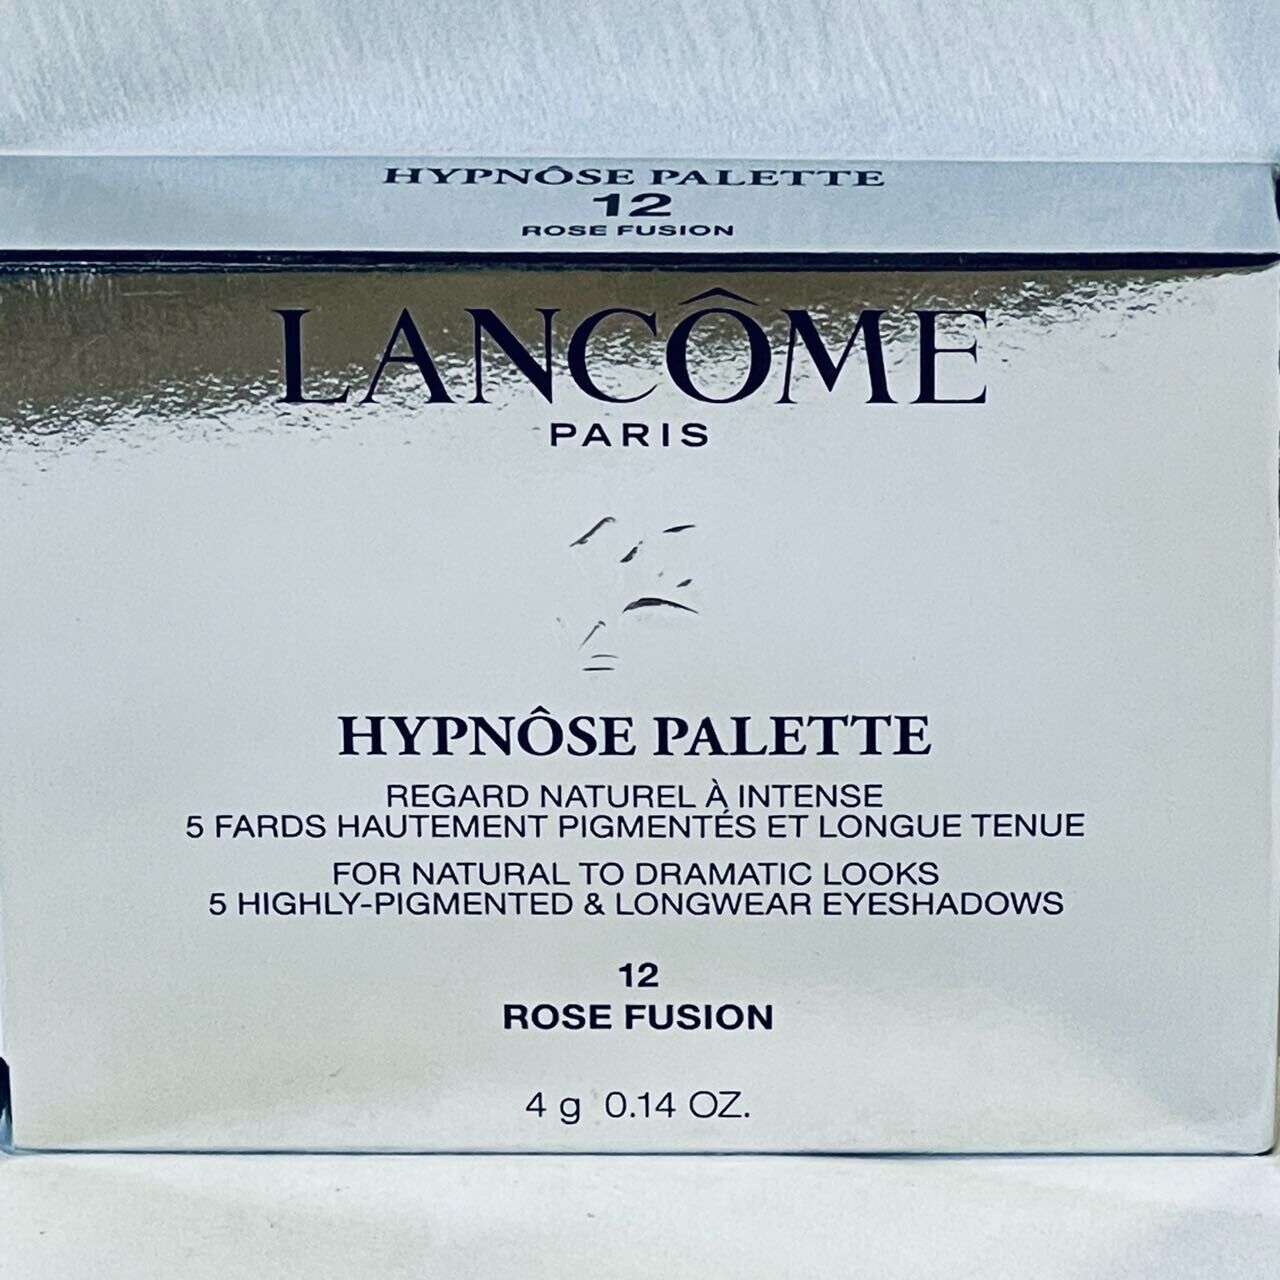 HYPNÔSE PALETTE
12
ROSE FUSION
LANCÔME
PARIS
HYPNÔSE PALETTE
REGARD NATUREL À INTENSE
5 FARDS HAUTEMENT PIGMENTÉS ET LONGUE TENUE
FOR NATURAL TO DRAMATIC LOOKS
5 HIGHLY-PIGMENTED & LONGWEAR EYESHADOWS
12
ROSE FUSION
4 g 0.14 OZ.